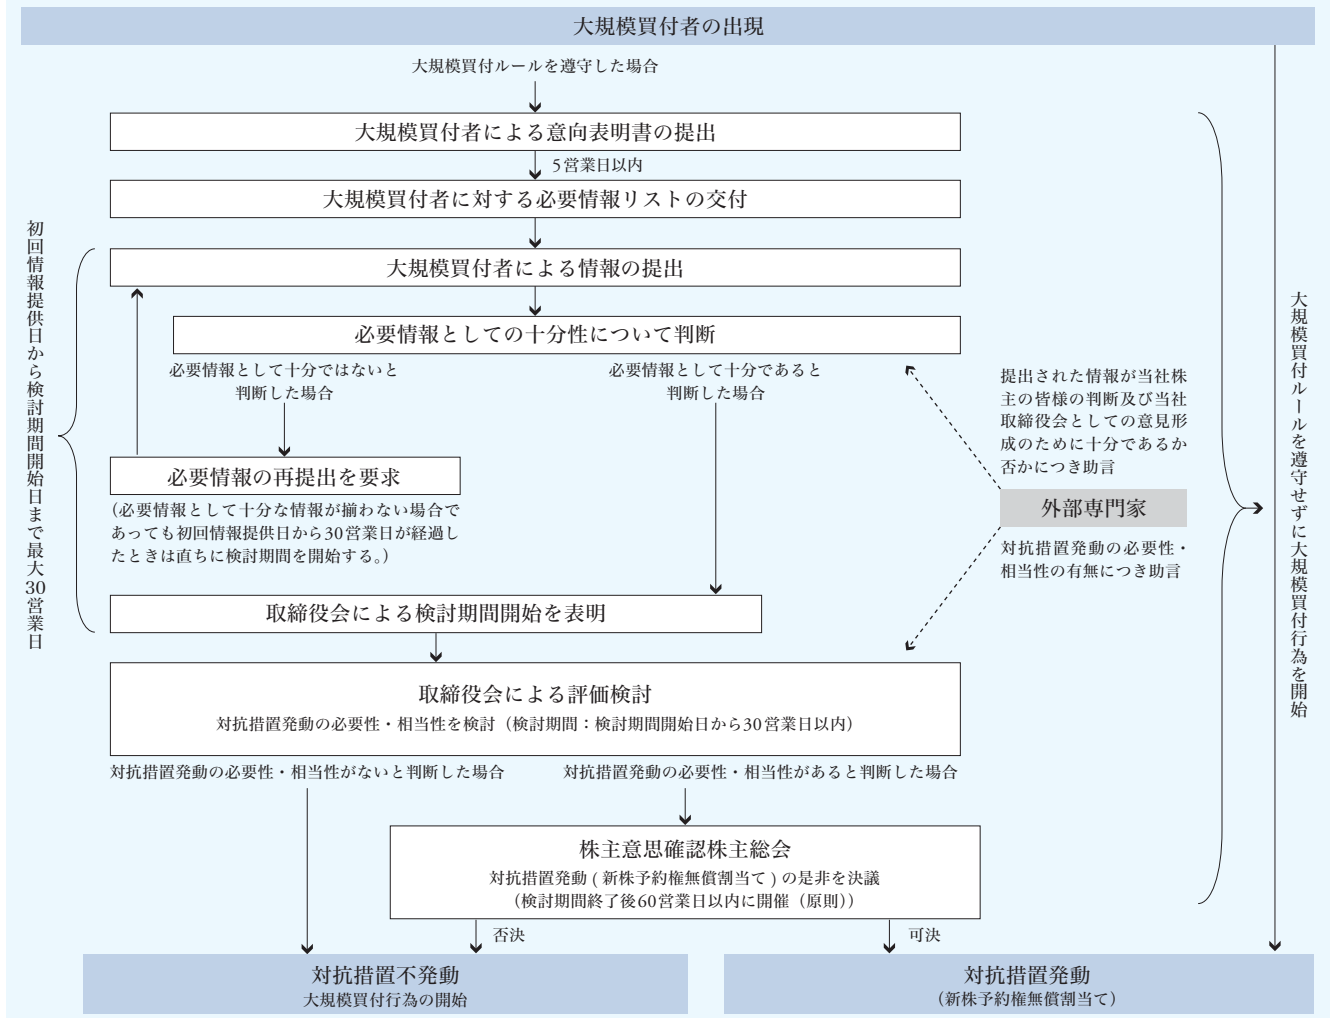 大規模買付者の出現
大規模買付ルールを遵守した場合
大規模買付者による意向表明書の提出
5営業日以内
大規模買付者に対する必要情報リストの交付
大規模買付者による情報の提出
必要情報としての十分性について判断
必要情報として十分ではないと
判断した場合
必要情報として十分であると
判断した場合
必要情報の再提出を要求
(必要情報として十分な情報が揃わない場合で
あっても初回情報提供日から30営業日が経過し
たときは直ちに検討期間を開始する。)
初回情報提供日から検討期間開始日まで最大30営業日
提出された情報が当社株
主の皆様の判断及び当社
取締役会としての意見形
成のために十分であるか
否かにつき助言
外部専門家
対抗措置発動の必要性・
相当性の有無につき助言
大規模買付ルールを遵守せずに大規模買付行為を開始
取締役会による検討期間開始を表明
取締役会による評価検討
対抗措置発動の必要性・相当性を検討（検討期間：検討期間開始日から30営業日以内）
対抗措置発動の必要性・相当性がないと判断した場合
対抗措置発動の必要性・相当性があると判断した場合
株主意思確認株主総会
対抗措置発動 ( 新株予約権無償割当て ) の是非を決議
（検討期間終了後60営業日以内に開催（原則））
否決
可決
対抗措置不発動
大規模買付行為の開始
対抗措置発動
（新株予約権無償割当て）